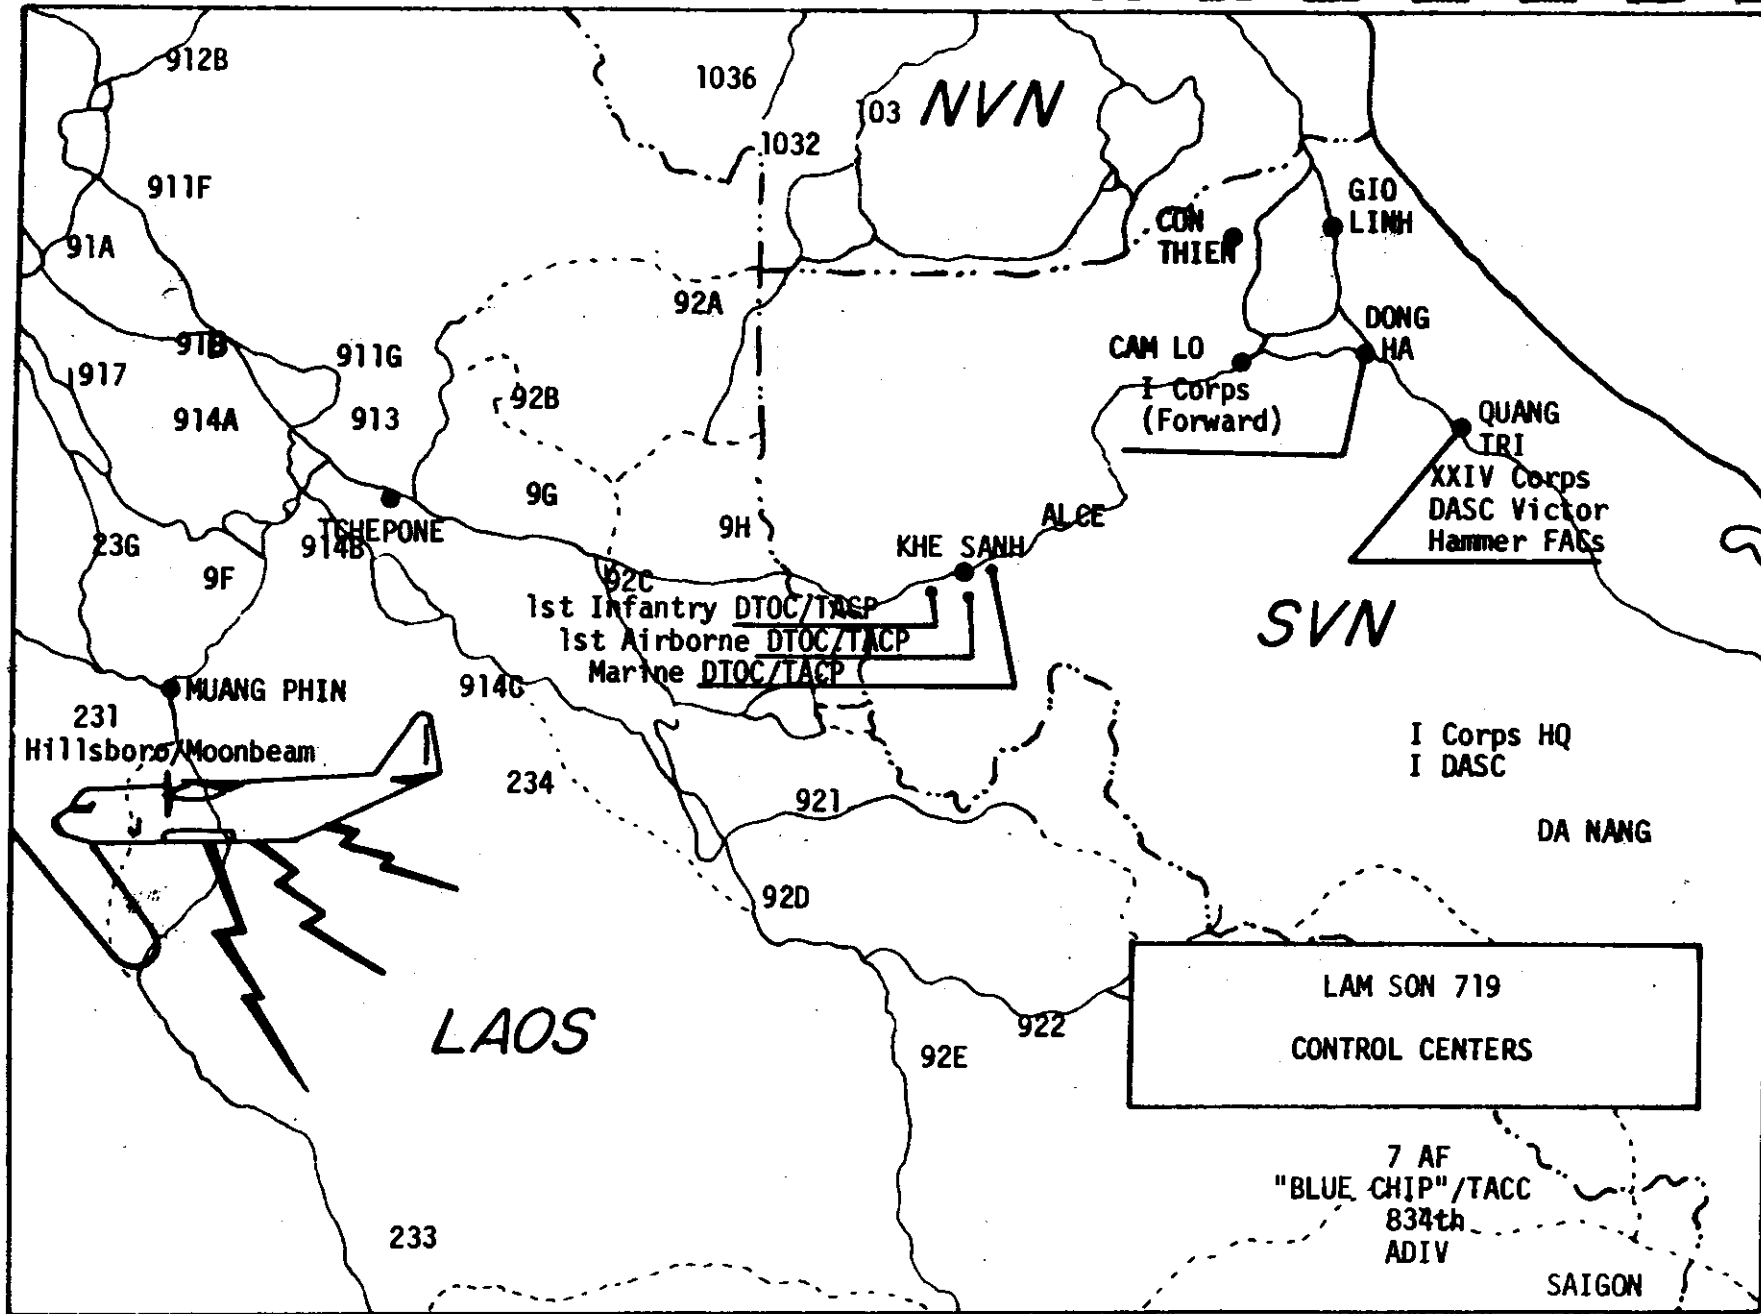 912B
1036
103
NVN
1032
911F
GIO
LINH
91A
CON
THIEN
92A
DONG
HA
91B
911G
CAM LO
917
92B
I Corps
(Forward)
914A
913
QUANG
TRI
XXIV Corps
DASC Victor
Hammer FACs
9G
TCHEPONE
9H
ALCE
23G
914B
KHE SANH
9F
92C
1st Infantry DTOC/TACP
1st Airborne DTOC/TACP
Marine DTOC/TACP
SVN
MUANG PHIN
914C
231
Hillsboro/Moonbeam
I Corps HQ
I DASC
234
921
DA NANG
92D
LAM SON 719
CONTROL CENTERS
LAOS
922
92E
7 AF
"BLUE CHIP"/TACC
834th
ADIV
233
SAIGON